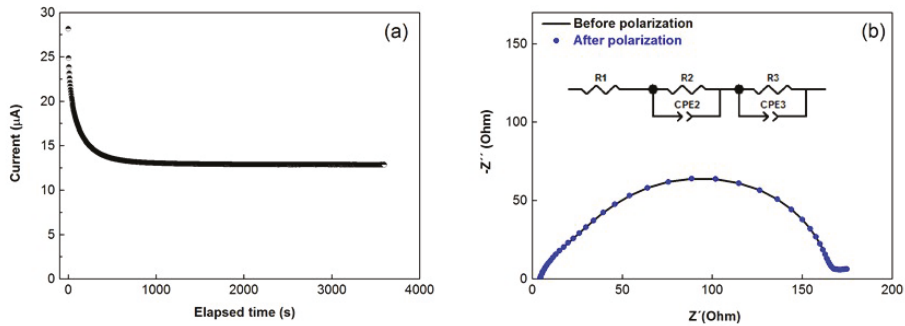 (a)
30
25
20
15
10
5
0
Current (μA)
0 1000 2000 3000 4000
Elapsed time (s)
(b)
Before polarization
After polarization
R1 R2 R3
CPE2 CPE3
150
100
50
0
-Z´´ (Ohm)
0 50 100 150 200
Z´(Ohm)